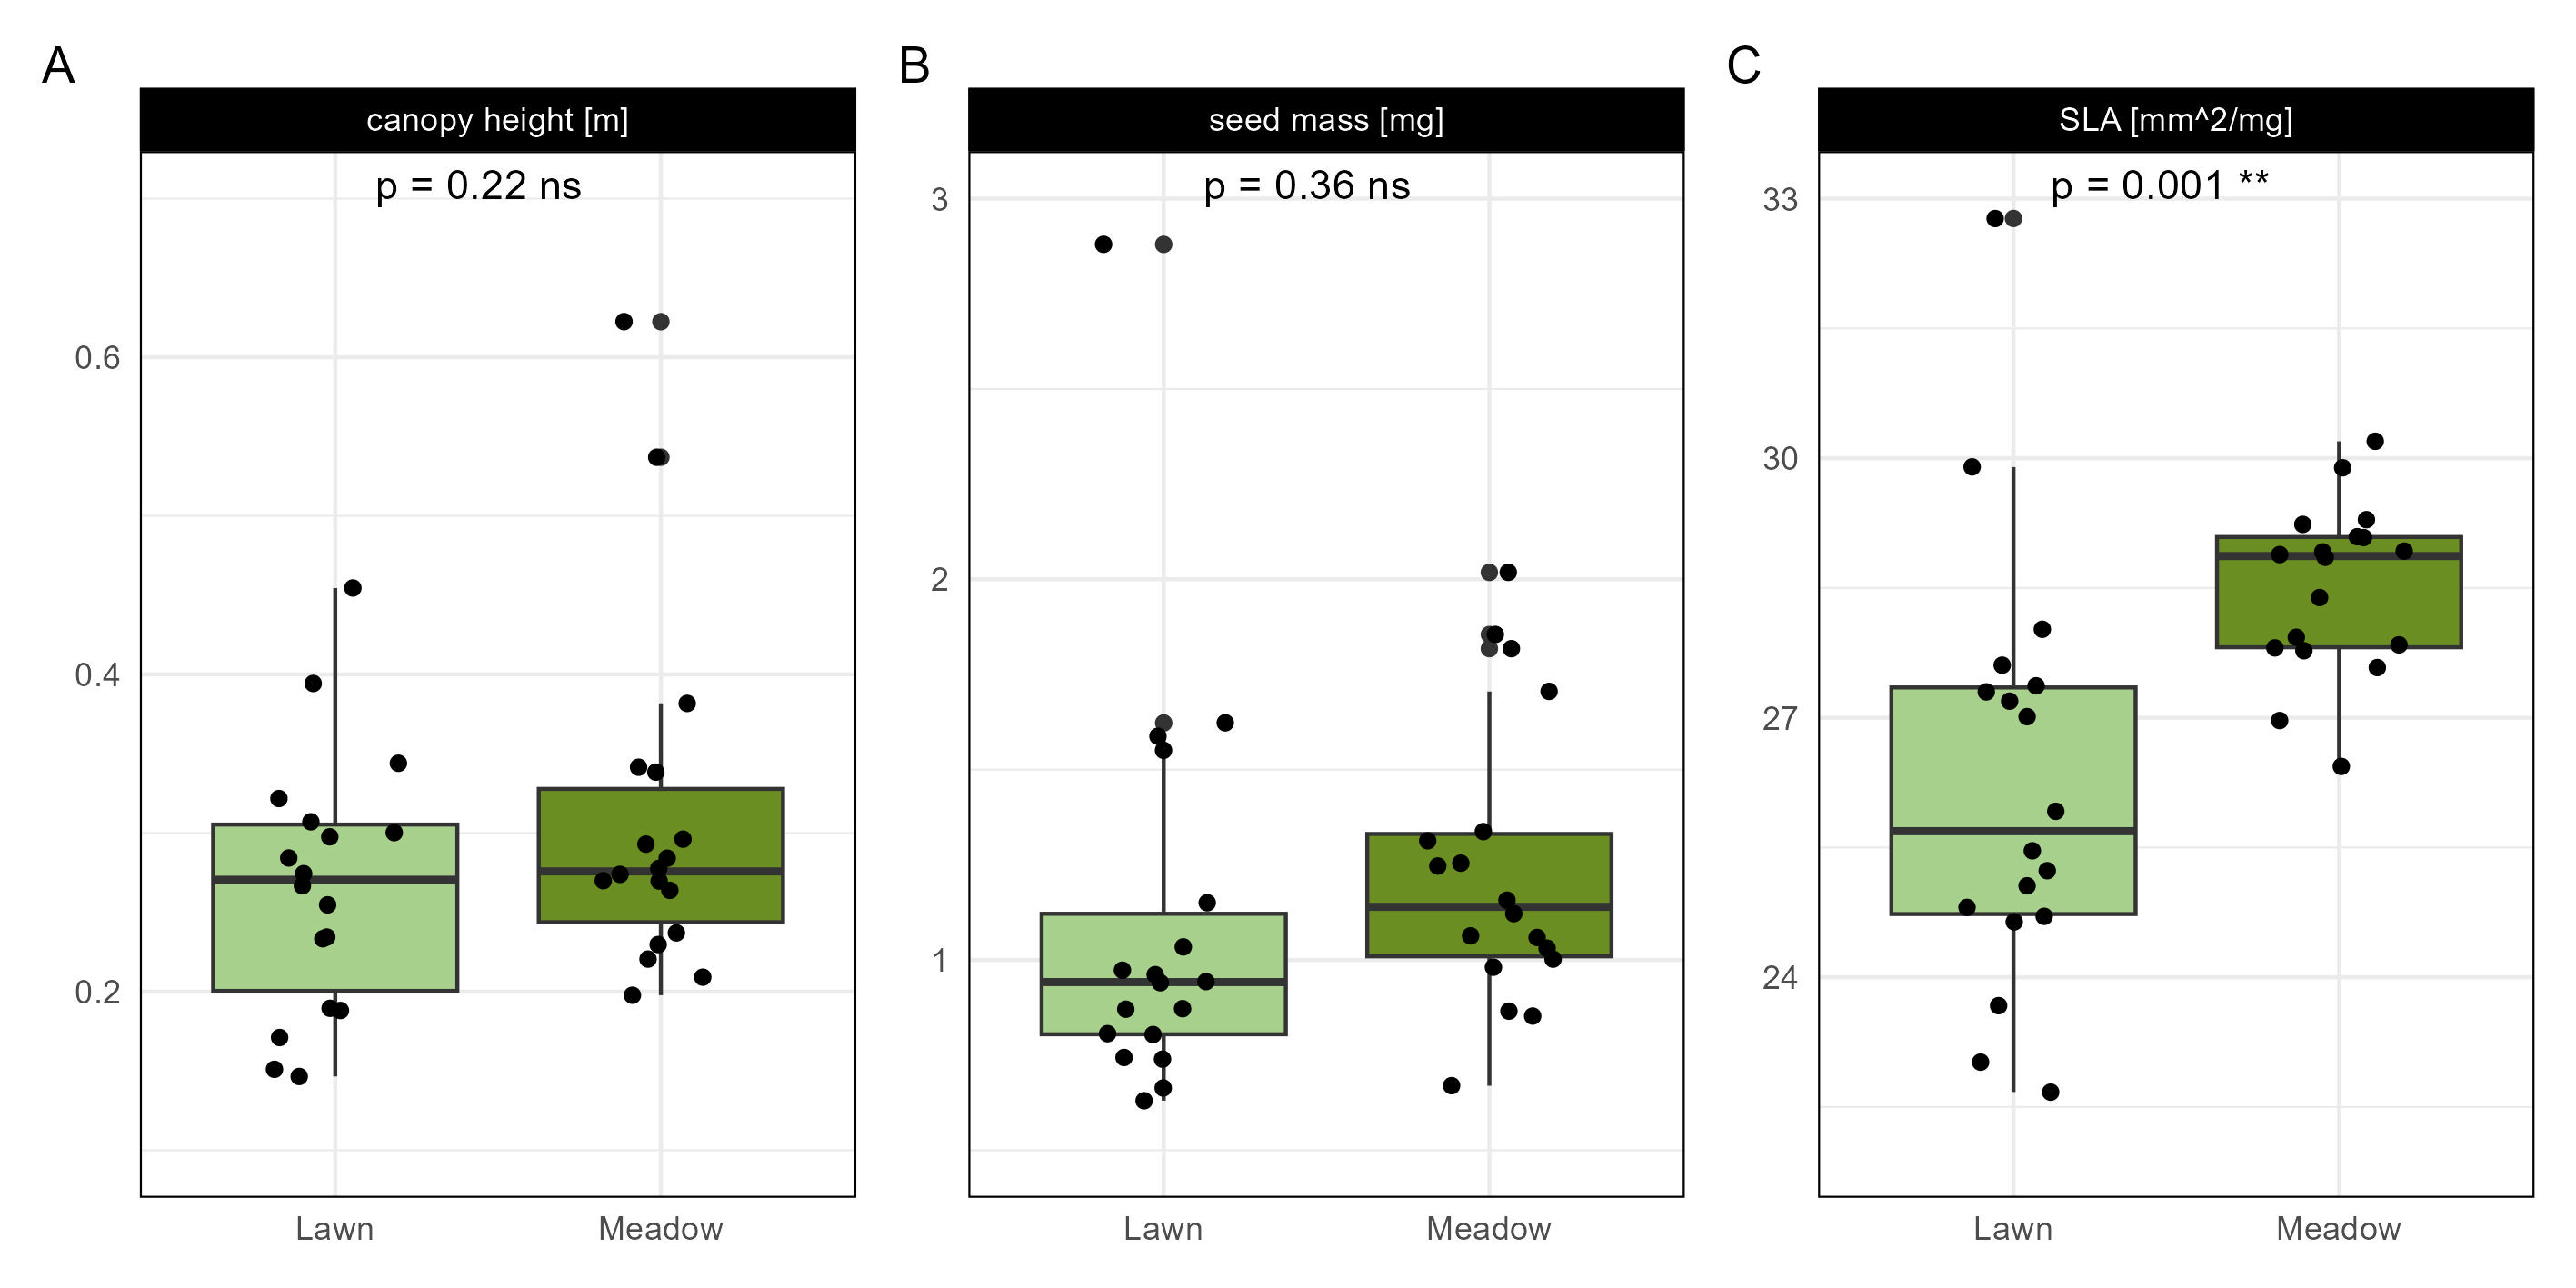 A
canopy height [m]
p = 0.22 ns
0.6
0.4
0.2
Lawn Meadow
B
seed mass [mg]
p = 0.36 ns
3
2
1
Lawn Meadow
C
SLA [mm^2/mg]
p = 0.001 **
33
30
27
24
Lawn Meadow